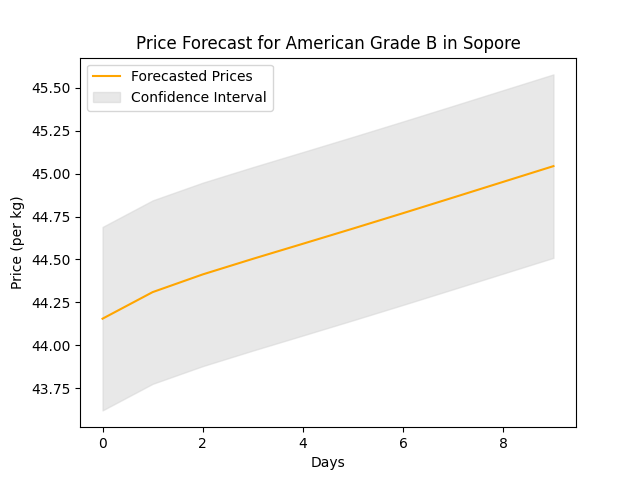 Price Forecast for American Grade B in Sopore
Forecasted Prices
Confidence Interval
Price (per kg)
45.50
45.25
45.00
44.75
44.50
44.25
44.00
43.75
0 2 4 6 8
Days